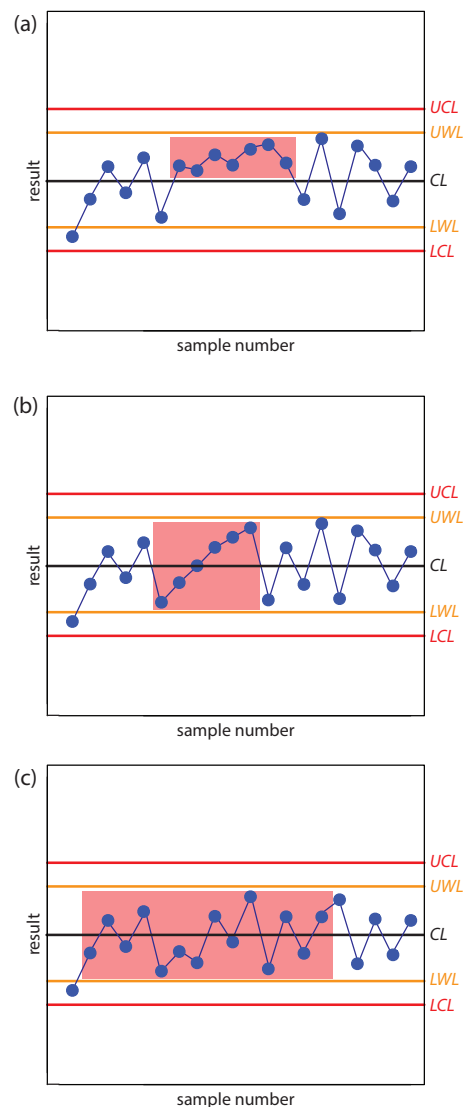 (a)
UCL
UWL
result
CL
LWL
LCL
sample number
(b)
UCL
UWL
result
CL
LWL
LCL
sample number
(c)
UCL
UWL
result
CL
LWL
LCL
sample number